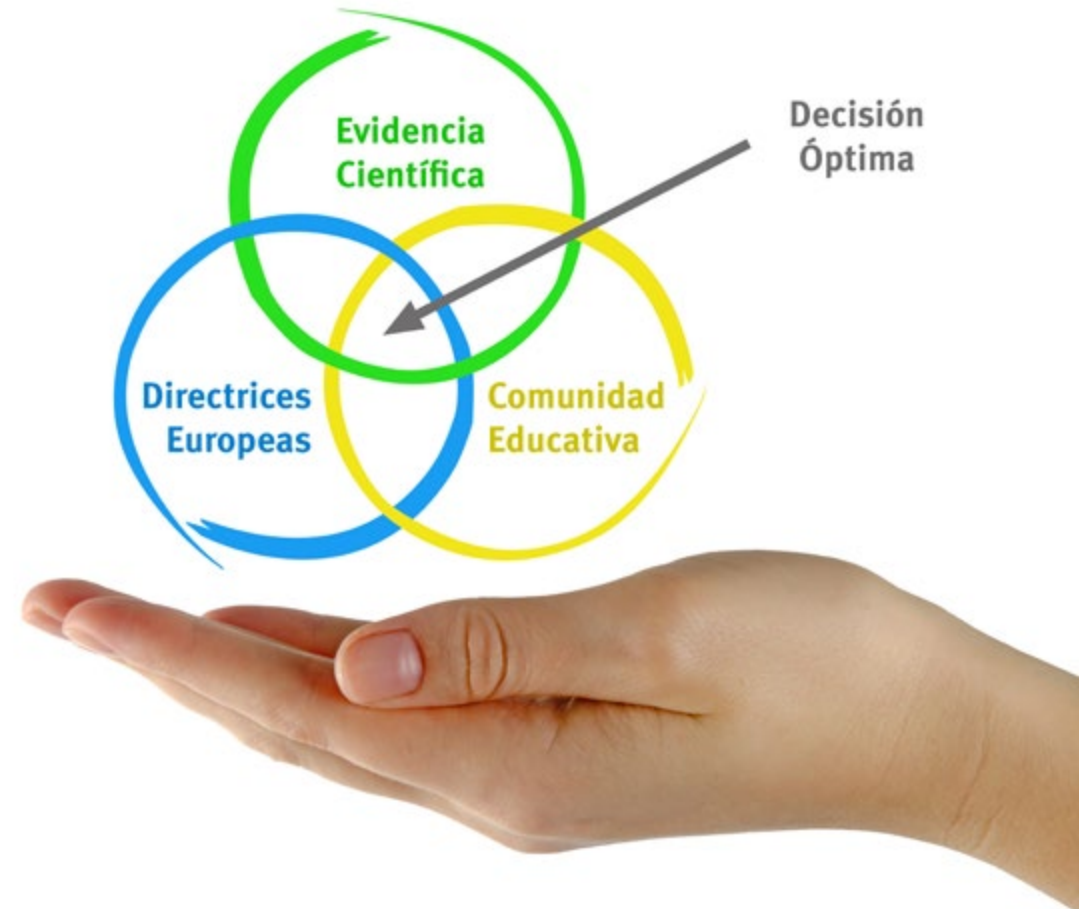 Evidencia
Científica
Decisión
Óptima
Directrices
Europeas
Comunidad
Educativa